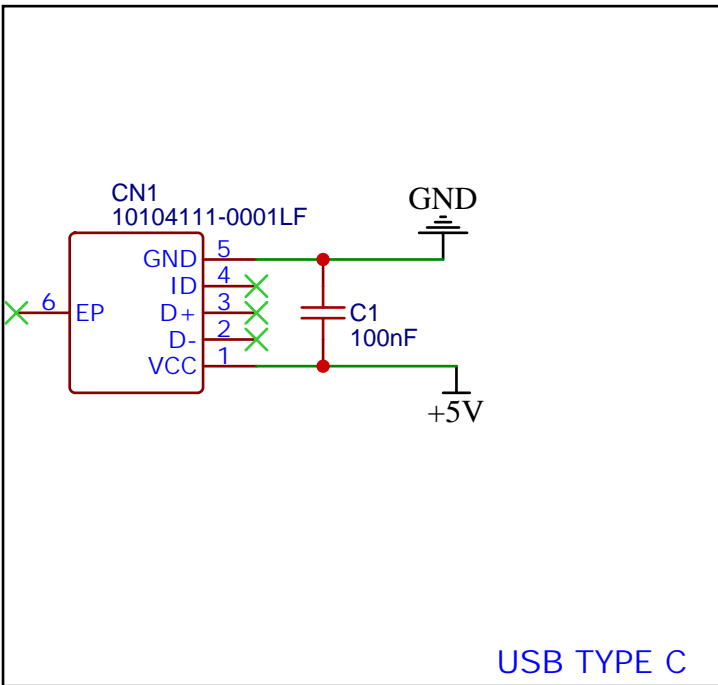 CN1
10104111-0001LF
GND
GND 5
ID 4
6 EP
D+ 3
D- 2
VCC 1
C1
100nF
+5V
USB TYPE C